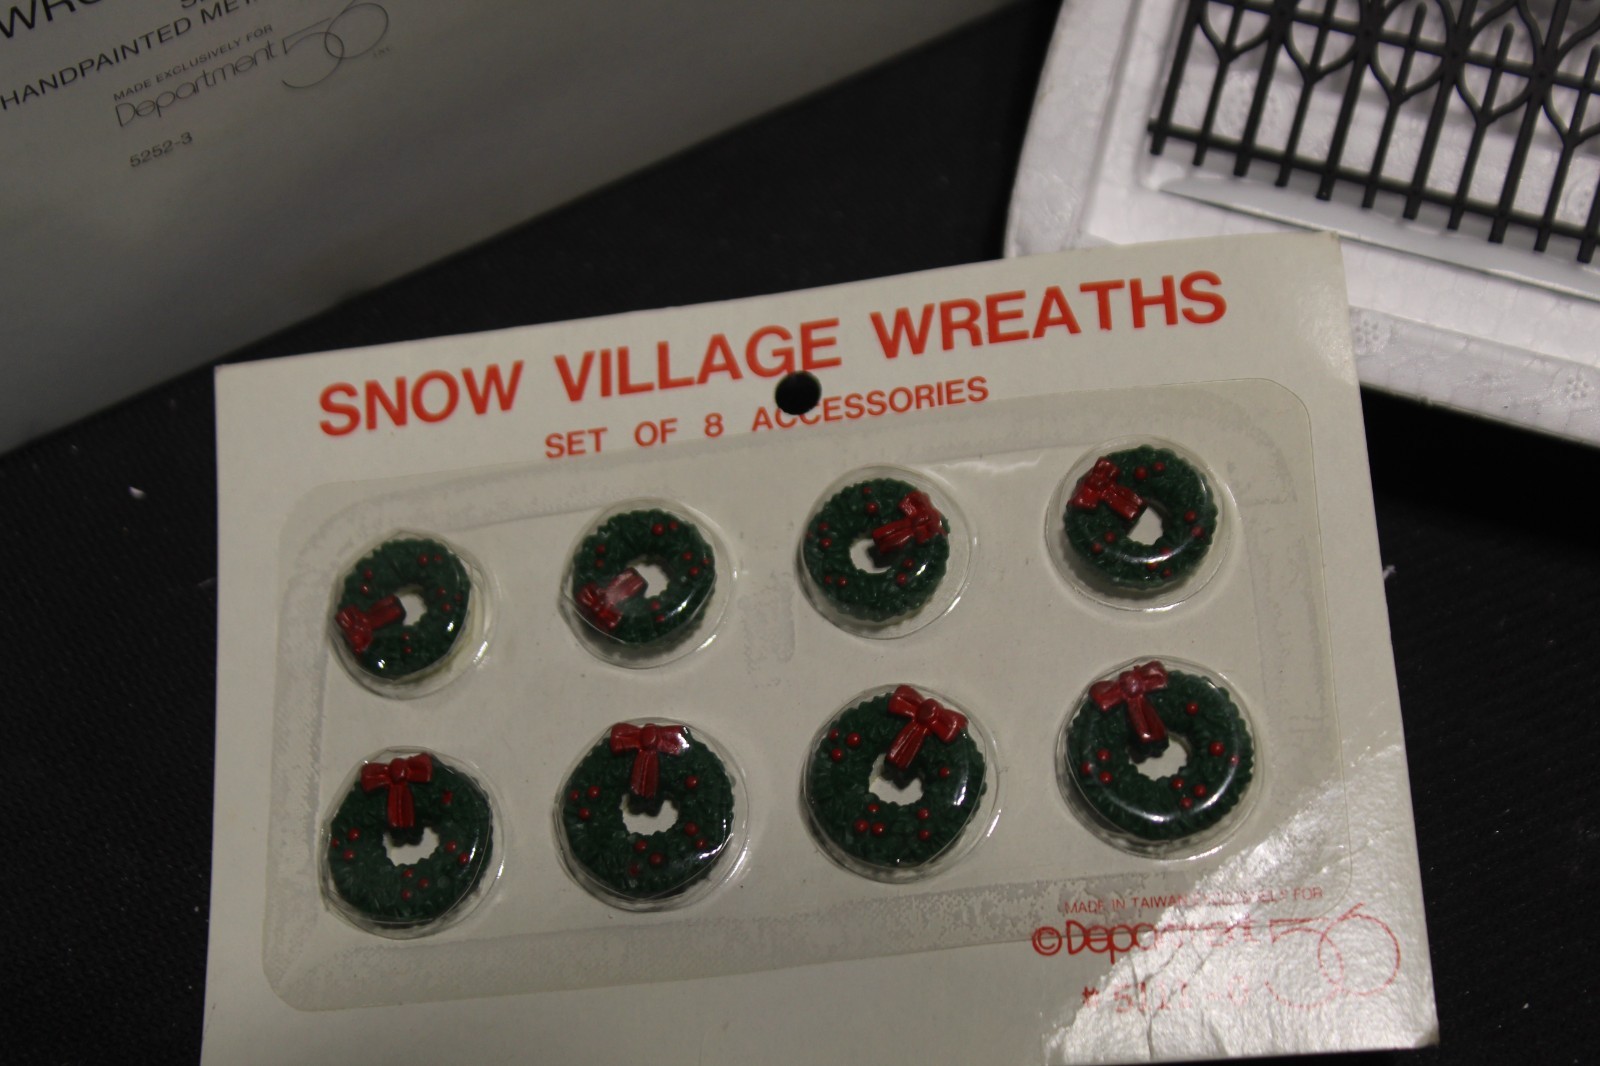 HANDPAINTED
MADE EXCLUSIVELY FOR
Department 56
5252-3
SNOW VILLAGE WREATHS
SET OF 8 ACCESSORIES
MADE IN TAIWAN FOR
©Department 56